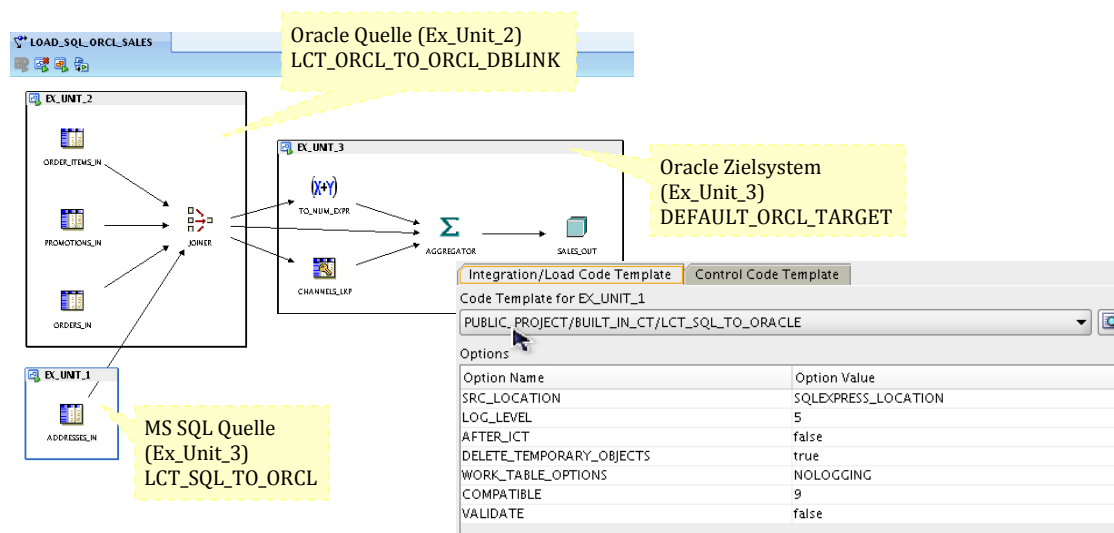 LOAD_SQL_ORCL_SALES
Oracle Quelle (Ex_Unit_2)
LCT_ORCL_TO_ORCL_DBLINK
EX_UNIT_2
ORDER_ITEMS_IN
PROMOTIONS_IN
ORDERS_IN
JOINER
EX_UNIT_3
(X+Y)
TO_NUM_EXPR
CHANNELS_LKP
Σ
AGGREGATOR
SALES_OUT
Oracle Zielsystem
(Ex_Unit_3)
DEFAULT_ORCL_TARGET
EX_UNIT_1
ADDRESSES_IN
MS SQL Quelle
(Ex_Unit_3)
LCT_SQL_TO_ORCL
Integration/Load Code Template Control Code Template
Code Template for EX_UNIT_1
PUBLIC_PROJECT/BUILT_IN_CT/LCT_SQL_TO_ORACLE
Options
Option Name Option Value
SRC_LOCATION SQLEXPRESS_LOCATION
LOG_LEVEL 5
AFTER_ICT false
DELETE_TEMPORARY_OBJECTS true
WORK_TABLE_OPTIONS NOLOGGING
COMPATIBLE 9
VALIDATE false